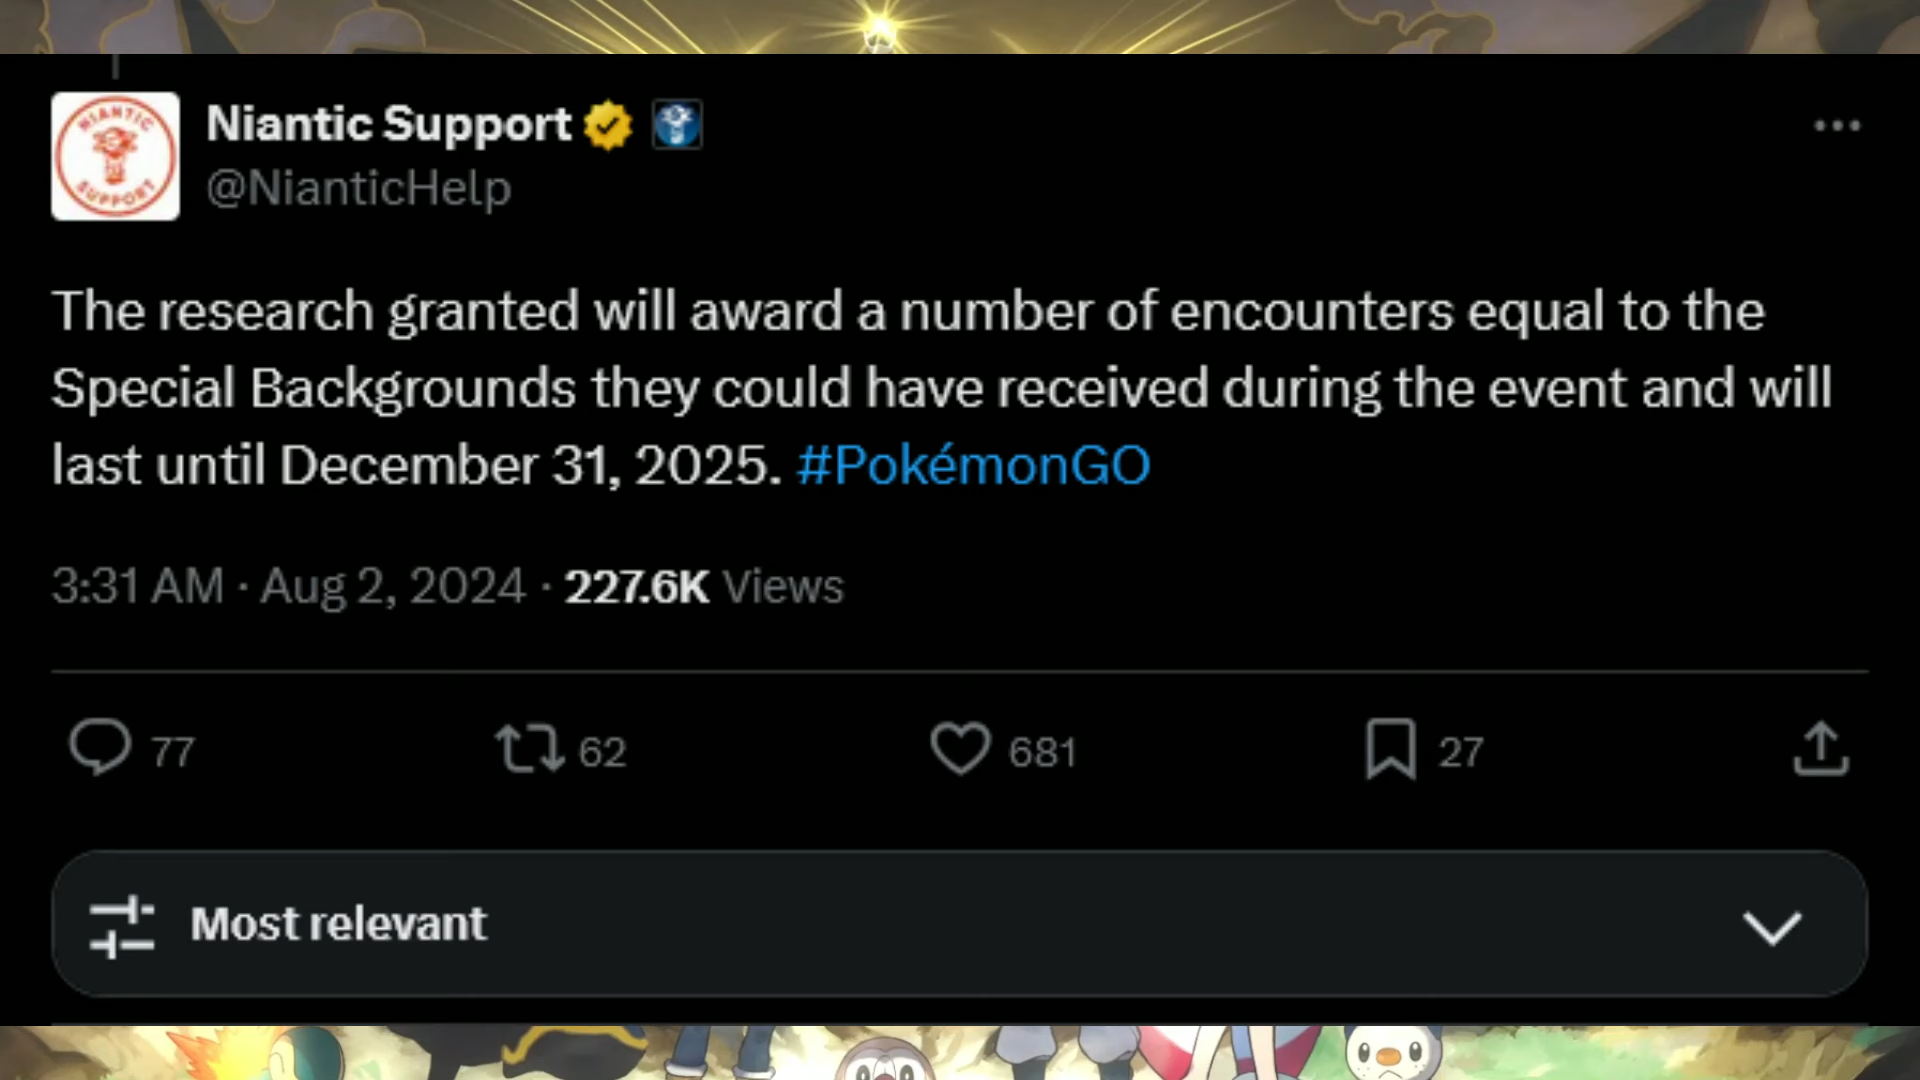 NIANTIC
SUPPORT
Niantic Support
@NianticHelp
The research granted will award a number of encounters equal to the
Special Backgrounds they could have received during the event and will
last until December 31, 2025. #PokémonGO
3:31 AM · Aug 2, 2024 · 227.6K Views
77 62 681 27
Most relevant